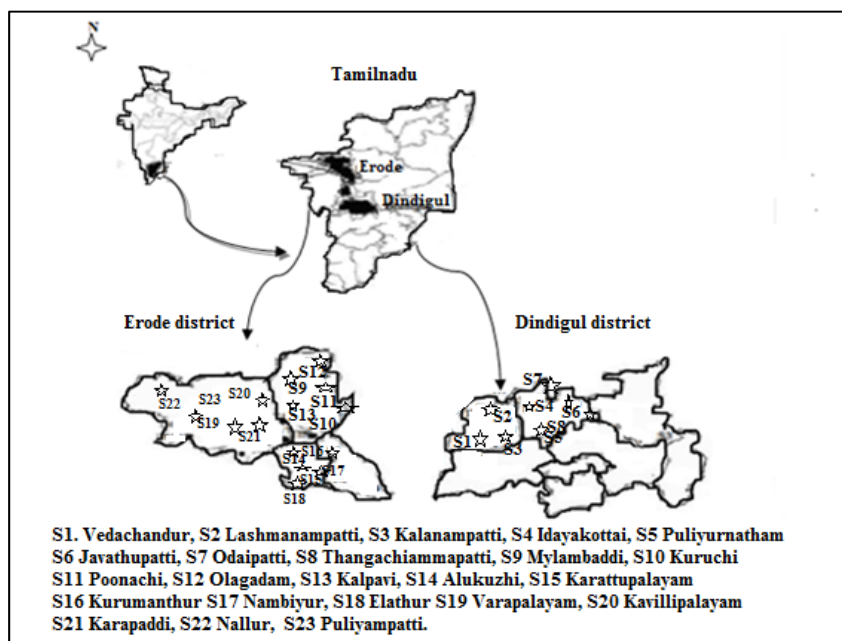 N
Tamilnadu
Erode
Dindigul
Erode district
Dindigul district
S12
S9
S22
S23
S20
S11
S13
S19
S21
S10
S16
S14
S17
S15
S18
S7
S4
S2
S6
S8
S1
S3
S5
S1. Vedachandur, S2 Lashmanampatti, S3 Kalanampatti, S4 Idayakottai, S5 Puliyurnatham
S6 Javathupatti, S7 Odaipatti, S8 Thangachiammapatti, S9 Mylambaddi, S10 Kuruchi
S11 Poonachi, S12 Olagadam, S13 Kalpavi, S14 Alukuzhi, S15 Karattupalayam
S16 Kurumanthur S17 Nambiyur, S18 Elathur S19 Varapalayam, S20 Kavillipalayam
S21 Karapaddi, S22 Nallur, S23 Puliyampatti.